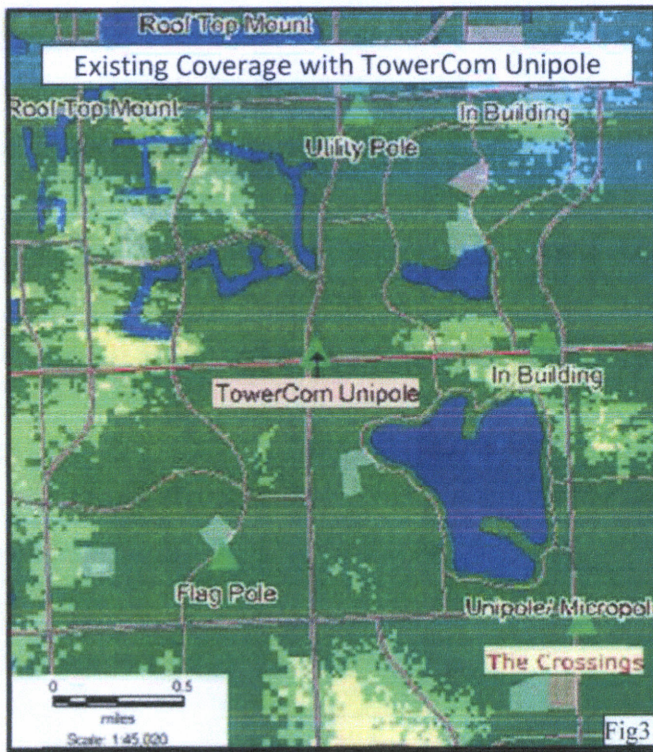 Roof Top Mount
Existing Coverage with TowerCom Unipole
Roof Top Mount
In Building
Utility Pole
In Building
TowerCom Unipole
Flag Pole
Unipole/ Micropol
The Crossings
0 0.5
miles
Scale: 1:45,020
Fig3